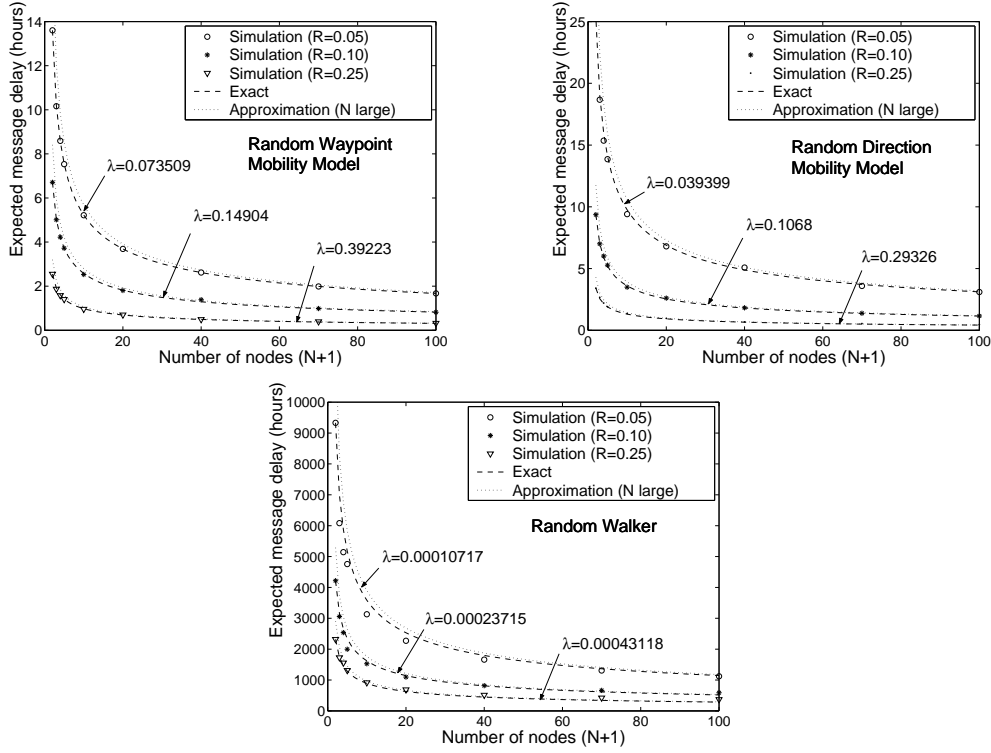 Expected message delay (hours)
14
12
10
8
6
4
2
0
0 20 40 60 80 100
Number of nodes (N+1)
Simulation (R=0.05)
Simulation (R=0.10)
Simulation (R=0.25)
Exact
Approximation (N large)
Random Waypoint
Mobility Model
λ=0.073509
λ=0.14904
λ=0.39223
Expected message delay (hours)
25
20
15
10
5
0
0 20 40 60 80 100
Number of nodes (N+1)
Simulation (R=0.05)
Simulation (R=0.10)
Simulation (R=0.25)
Exact
Approximation (N large)
Random Direction
Mobility Model
λ=0.039399
λ=0.1068
λ=0.29326
Expected message delay (hours)
10000
9000
8000
7000
6000
5000
4000
3000
2000
1000
0
0 20 40 60 80 100
Number of nodes (N+1)
Simulation (R=0.05)
Simulation (R=0.10)
Simulation (R=0.25)
Exact
Approximation (N large)
Random Walker
λ=0.00010717
λ=0.00023715
λ=0.00043118